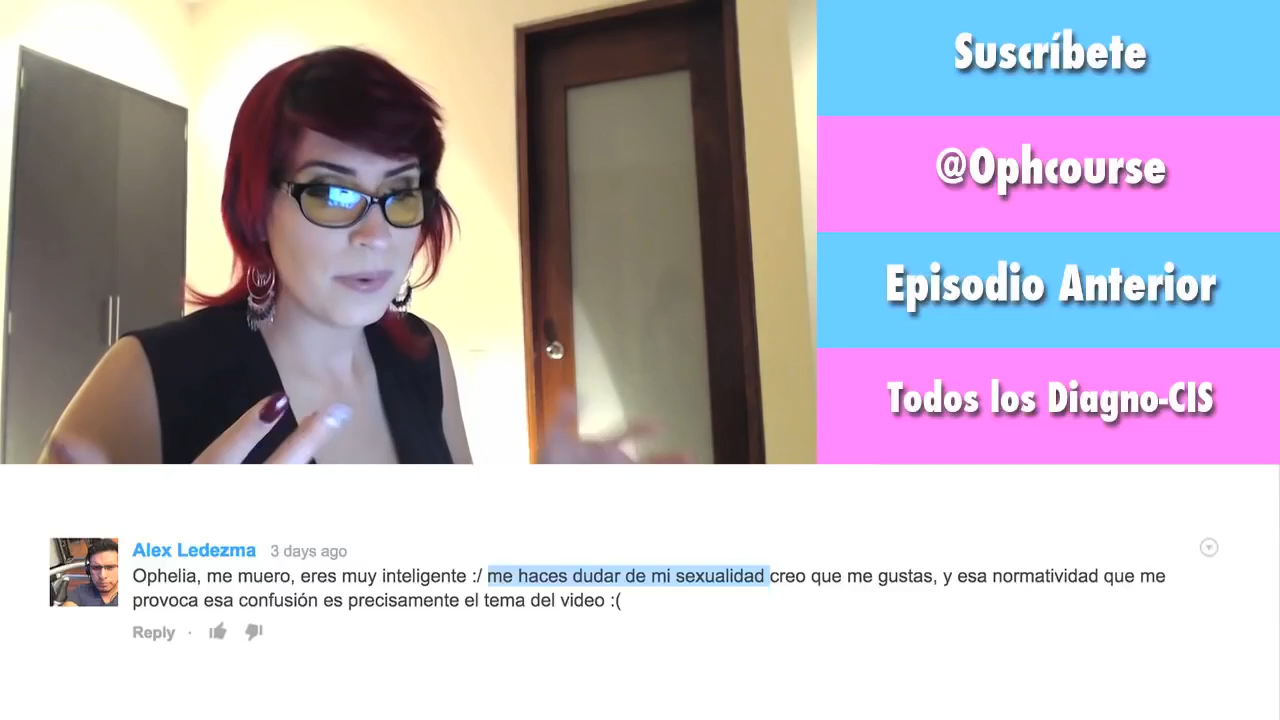 Suscríbete
@Ophcourse
Episodio Anterior
Todos los Diagno-CIS
Alex Ledezma 3 days ago
Ophelia, me muero, eres muy inteligente :/ me haces dudar de mi sexualidad creo que me gustas, y esa normatividad que me
provoca esa confusión es precisamente el tema del video :(
Reply ·